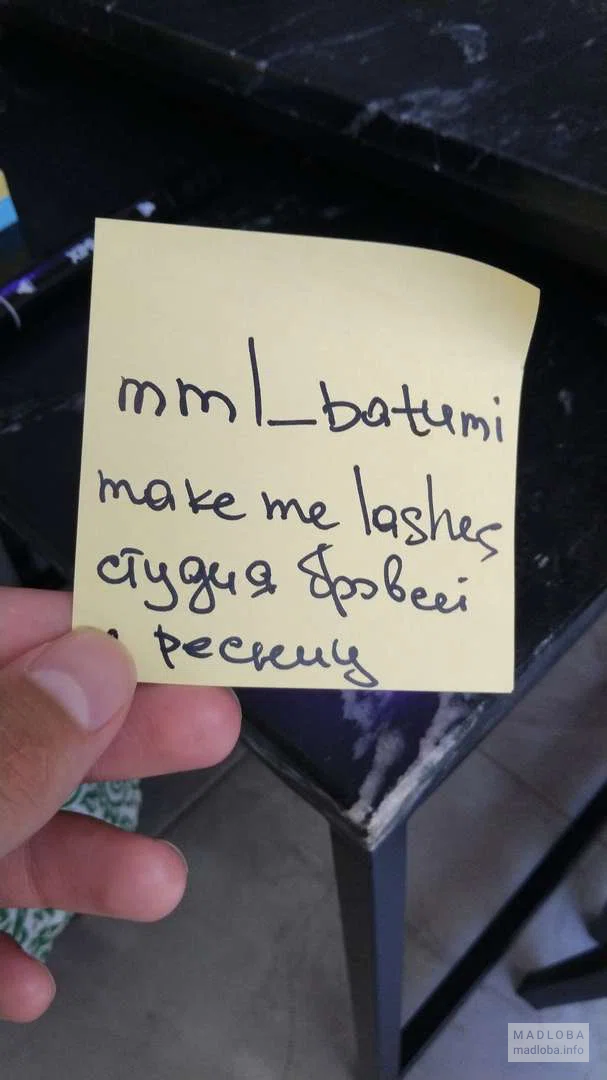 mml_batumi
make me lashes
студия бровей
и ресниц
MADLOBA
madloba.info